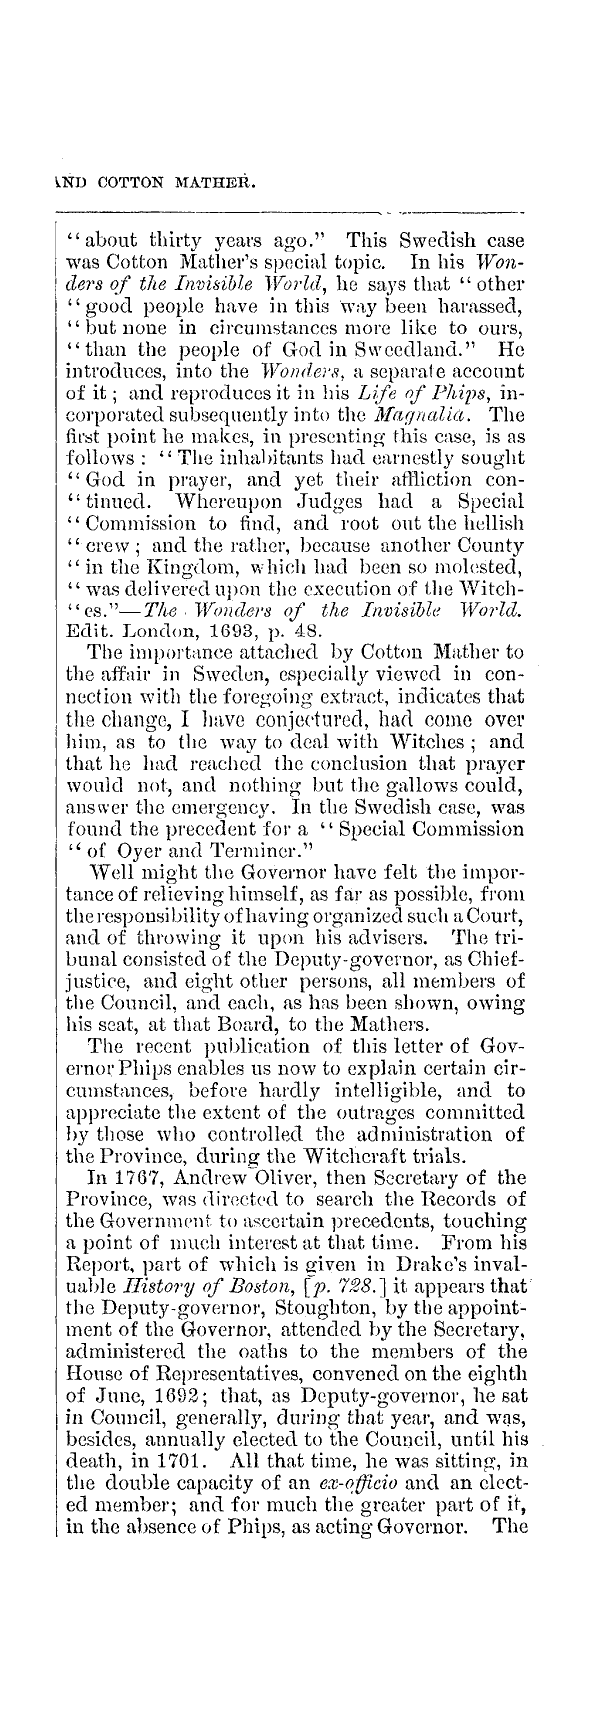 AND COTTON MATHER.
“about thirty years ago.” This Swedish case
was Cotton Mather's special topic. In his Won-
ders of the Invisible World, he says that “other
“good people have in this way been harassed,
“but none in circumstances more like to ours,
“than the people of God in Sweedland.” He
introduces, into the Wonders, a separate account
of it; and reproduces it in his Life of Phips, in-
corporated subsequently into the Magnalia. The
first point he makes, in presenting this case, is as
follows: “The inhabitants had earnestly sought
“God in prayer, and yet their affliction con-
“tinued. Whereupon Judges had a Special
“Commission to find, and root out the hellish
“crew; and the rather, because another County
“in the Kingdom, which had been so molested,
“was delivered upon the execution of the Witch-
“es.”—The Wonders of the Invisible World.
Edit. London, 1693, p. 48.
The importance attached by Cotton Mather to
the affair in Sweden, especially viewed in con-
nection with the foregoing extract, indicates that
the change, I have conjectured, had come over
him, as to the way to deal with Witches; and
that he had reached the conclusion that prayer
would not, and nothing but the gallows could,
answer the emergency. In the Swedish case, was
found the precedent for a “Special Commission
“of Oyer and Terminer.”
Well might the Governor have felt the impor-
tance of relieving himself, as far as possible, from
the responsibility of having organized such a Court,
and of throwing it upon his advisers. The tri-
bunal consisted of the Deputy-governor, as Chief-
justice, and eight other persons, all members of
the Council, and each, as has been shown, owing
his seat, at that Board, to the Mathers.
The recent publication of this letter of Gov-
ernor Phips enables us now to explain certain cir-
cumstances, before hardly intelligible, and to
appreciate the extent of the outrages committed
by those who controlled the administration of
the Province, during the Witchcraft trials.
In 1767, Andrew Oliver, then Secretary of the
Province, was directed to search the Records of
the Government to ascertain precedents, touching
a point of much interest at that time. From his
Report, part of which is given in Drake's inval-
uable History of Boston, [p. 728.] it appears that
the Deputy-governor, Stoughton, by the appoint-
ment of the Governor, attended by the Secretary,
administered the oaths to the members of the
House of Representatives, convened on the eighth
of June, 1692; that, as Deputy-governor, he sat
in Council, generally, during that year, and was,
besides, annually elected to the Council, until his
death, in 1701. All that time, he was sitting, in
the double capacity of an ex-officio and an elect-
ed member; and for much the greater part of it,
in the absence of Phips, as acting Governor. The